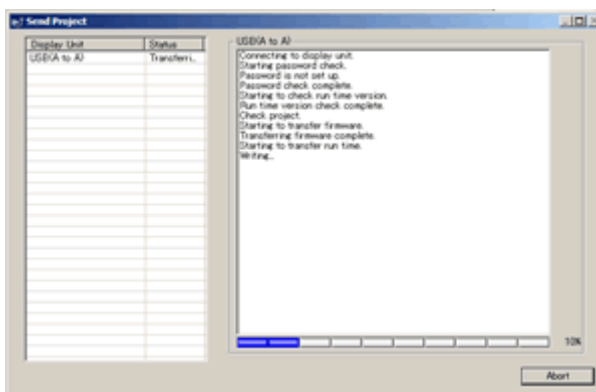 Send Project
Display Unit Status
USB(A to A) Transferri..
USB(A to A)
Connecting to display unit.
Starting password check.
Password is not set up.
Password check complete.
Starting to check run time version.
Run time version check complete.
Check project.
Starting to transfer firmware.
Transferring firmware complete.
Starting to transfer run time.
Writing...
10%
Abort